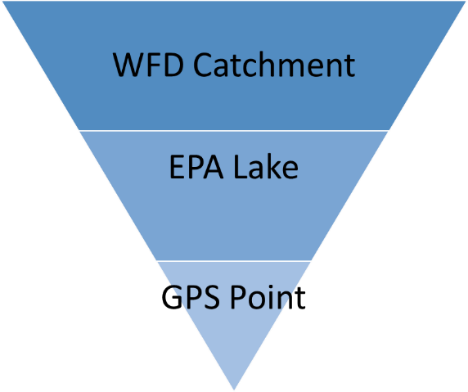 WFD Catchment
EPA Lake
GPS Point